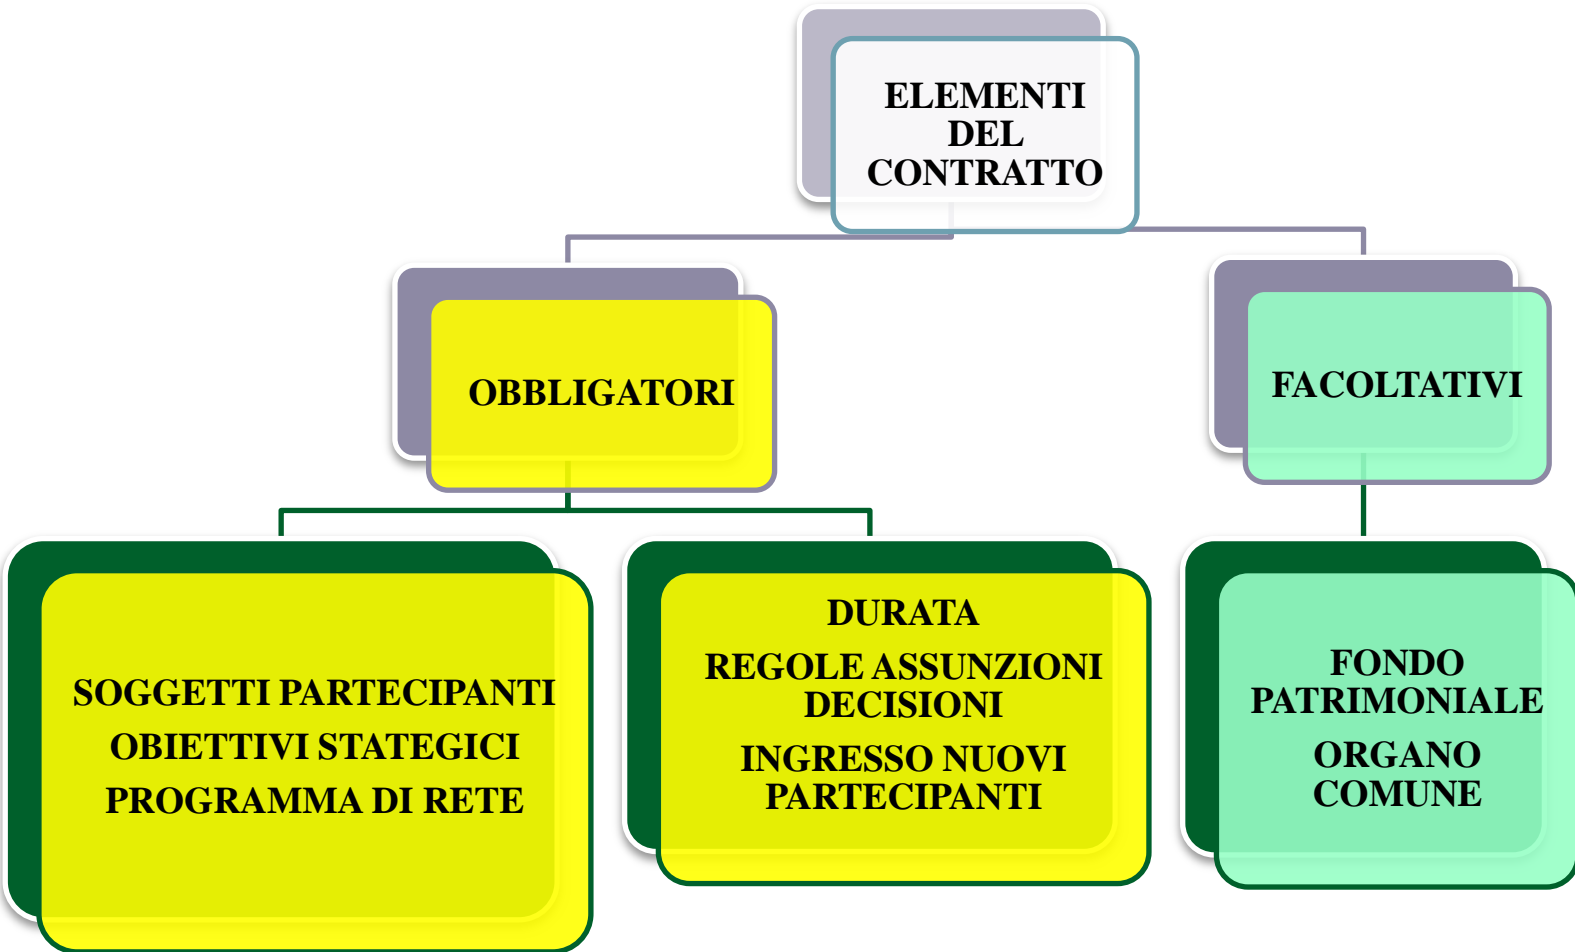 ELEMENTI
DEL
CONTRATTO
OBBLIGATORI
FACOLTATIVI
SOGGETTI PARTECIPANTI
OBIETTIVI STATEGICI
PROGRAMMA DI RETE
DURATA
REGOLE ASSUNZIONI
DECISIONI
INGRESSO NUOVI
PARTECIPANTI
FONDO
PATRIMONIALE
ORGANO
COMUNE